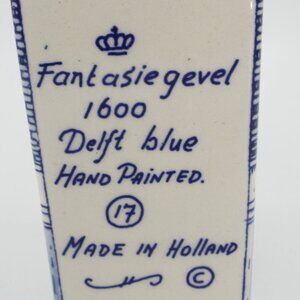 Fantasiegevel
1600
Delft blue
HAND PAINTED.
17
MADE IN HOLLAND
©